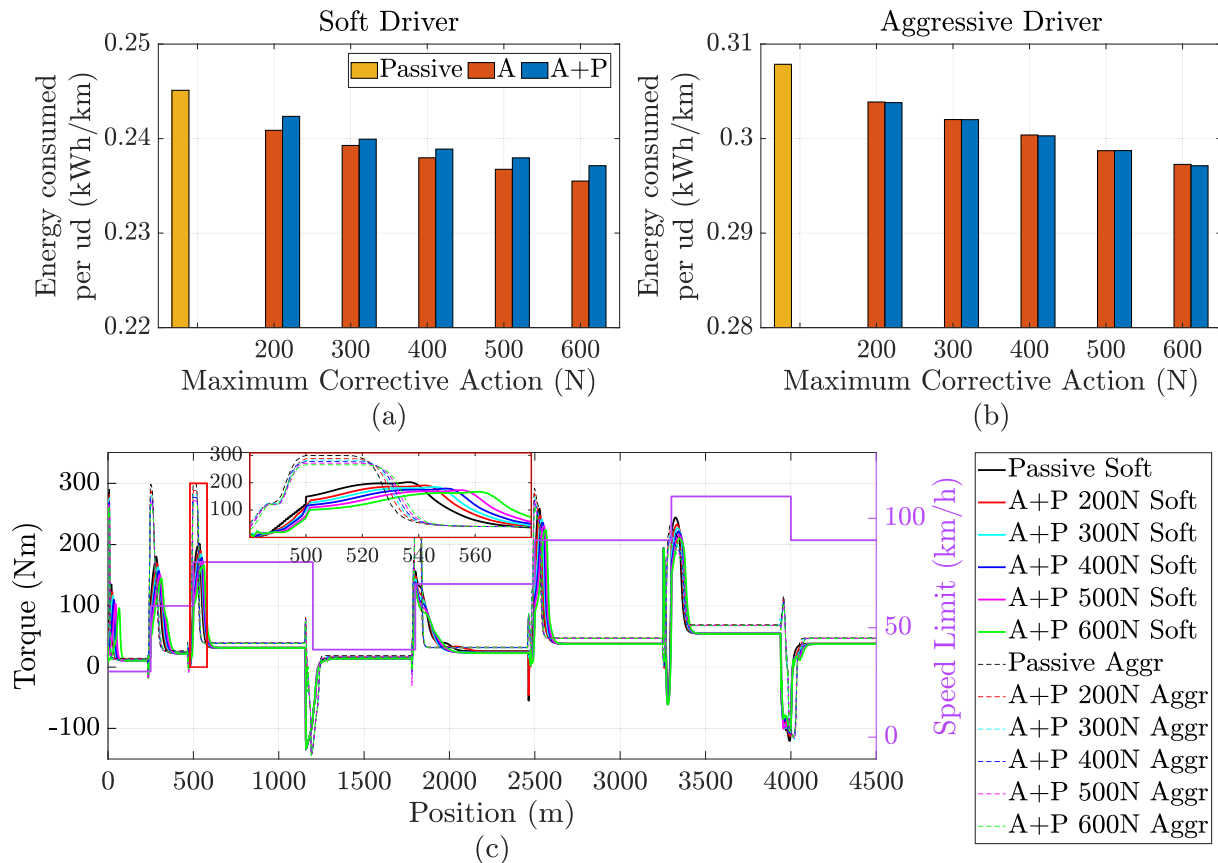 Soft Driver
0.25
0.24
0.23
0.22
Energy consumed
per ud (kWh/km)
Passive A A+P
200 300 400 500 600
Maximum Corrective Action (N)
(a)
Aggressive Driver
0.31
0.3
0.29
0.28
Energy consumed
per ud (kWh/km)
200 300 400 500 600
Maximum Corrective Action (N)
(b)
300
200
100
0
-100
Torque (Nm)
300
200
100
500 520 540 560
100
50
0
Speed Limit (km/h)
0 500 1000 1500 2000 2500 3000 3500 4000 4500
Position (m)
(c)
Passive Soft
A+P 200N Soft
A+P 300N Soft
A+P 400N Soft
A+P 500N Soft
A+P 600N Soft
Passive Aggr
A+P 200N Aggr
A+P 300N Aggr
A+P 400N Aggr
A+P 500N Aggr
A+P 600N Aggr